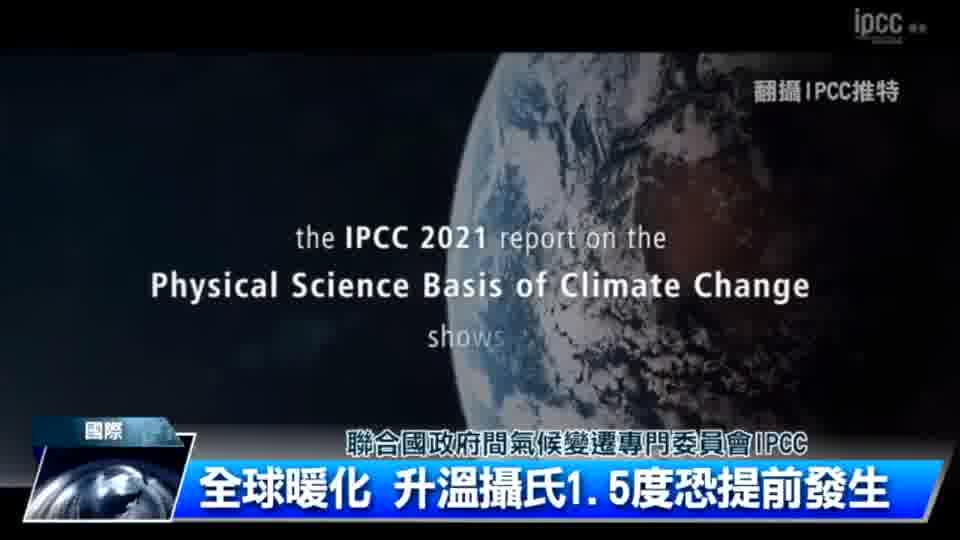 ipcc
翻攝IPCC推特
the IPCC 2021 report on the
Physical Science Basis of Climate Change
shows
國際
聯合國政府間氣候變遷專門委員會IPCC
全球暖化 升溫攝氏1.5度恐提前發生